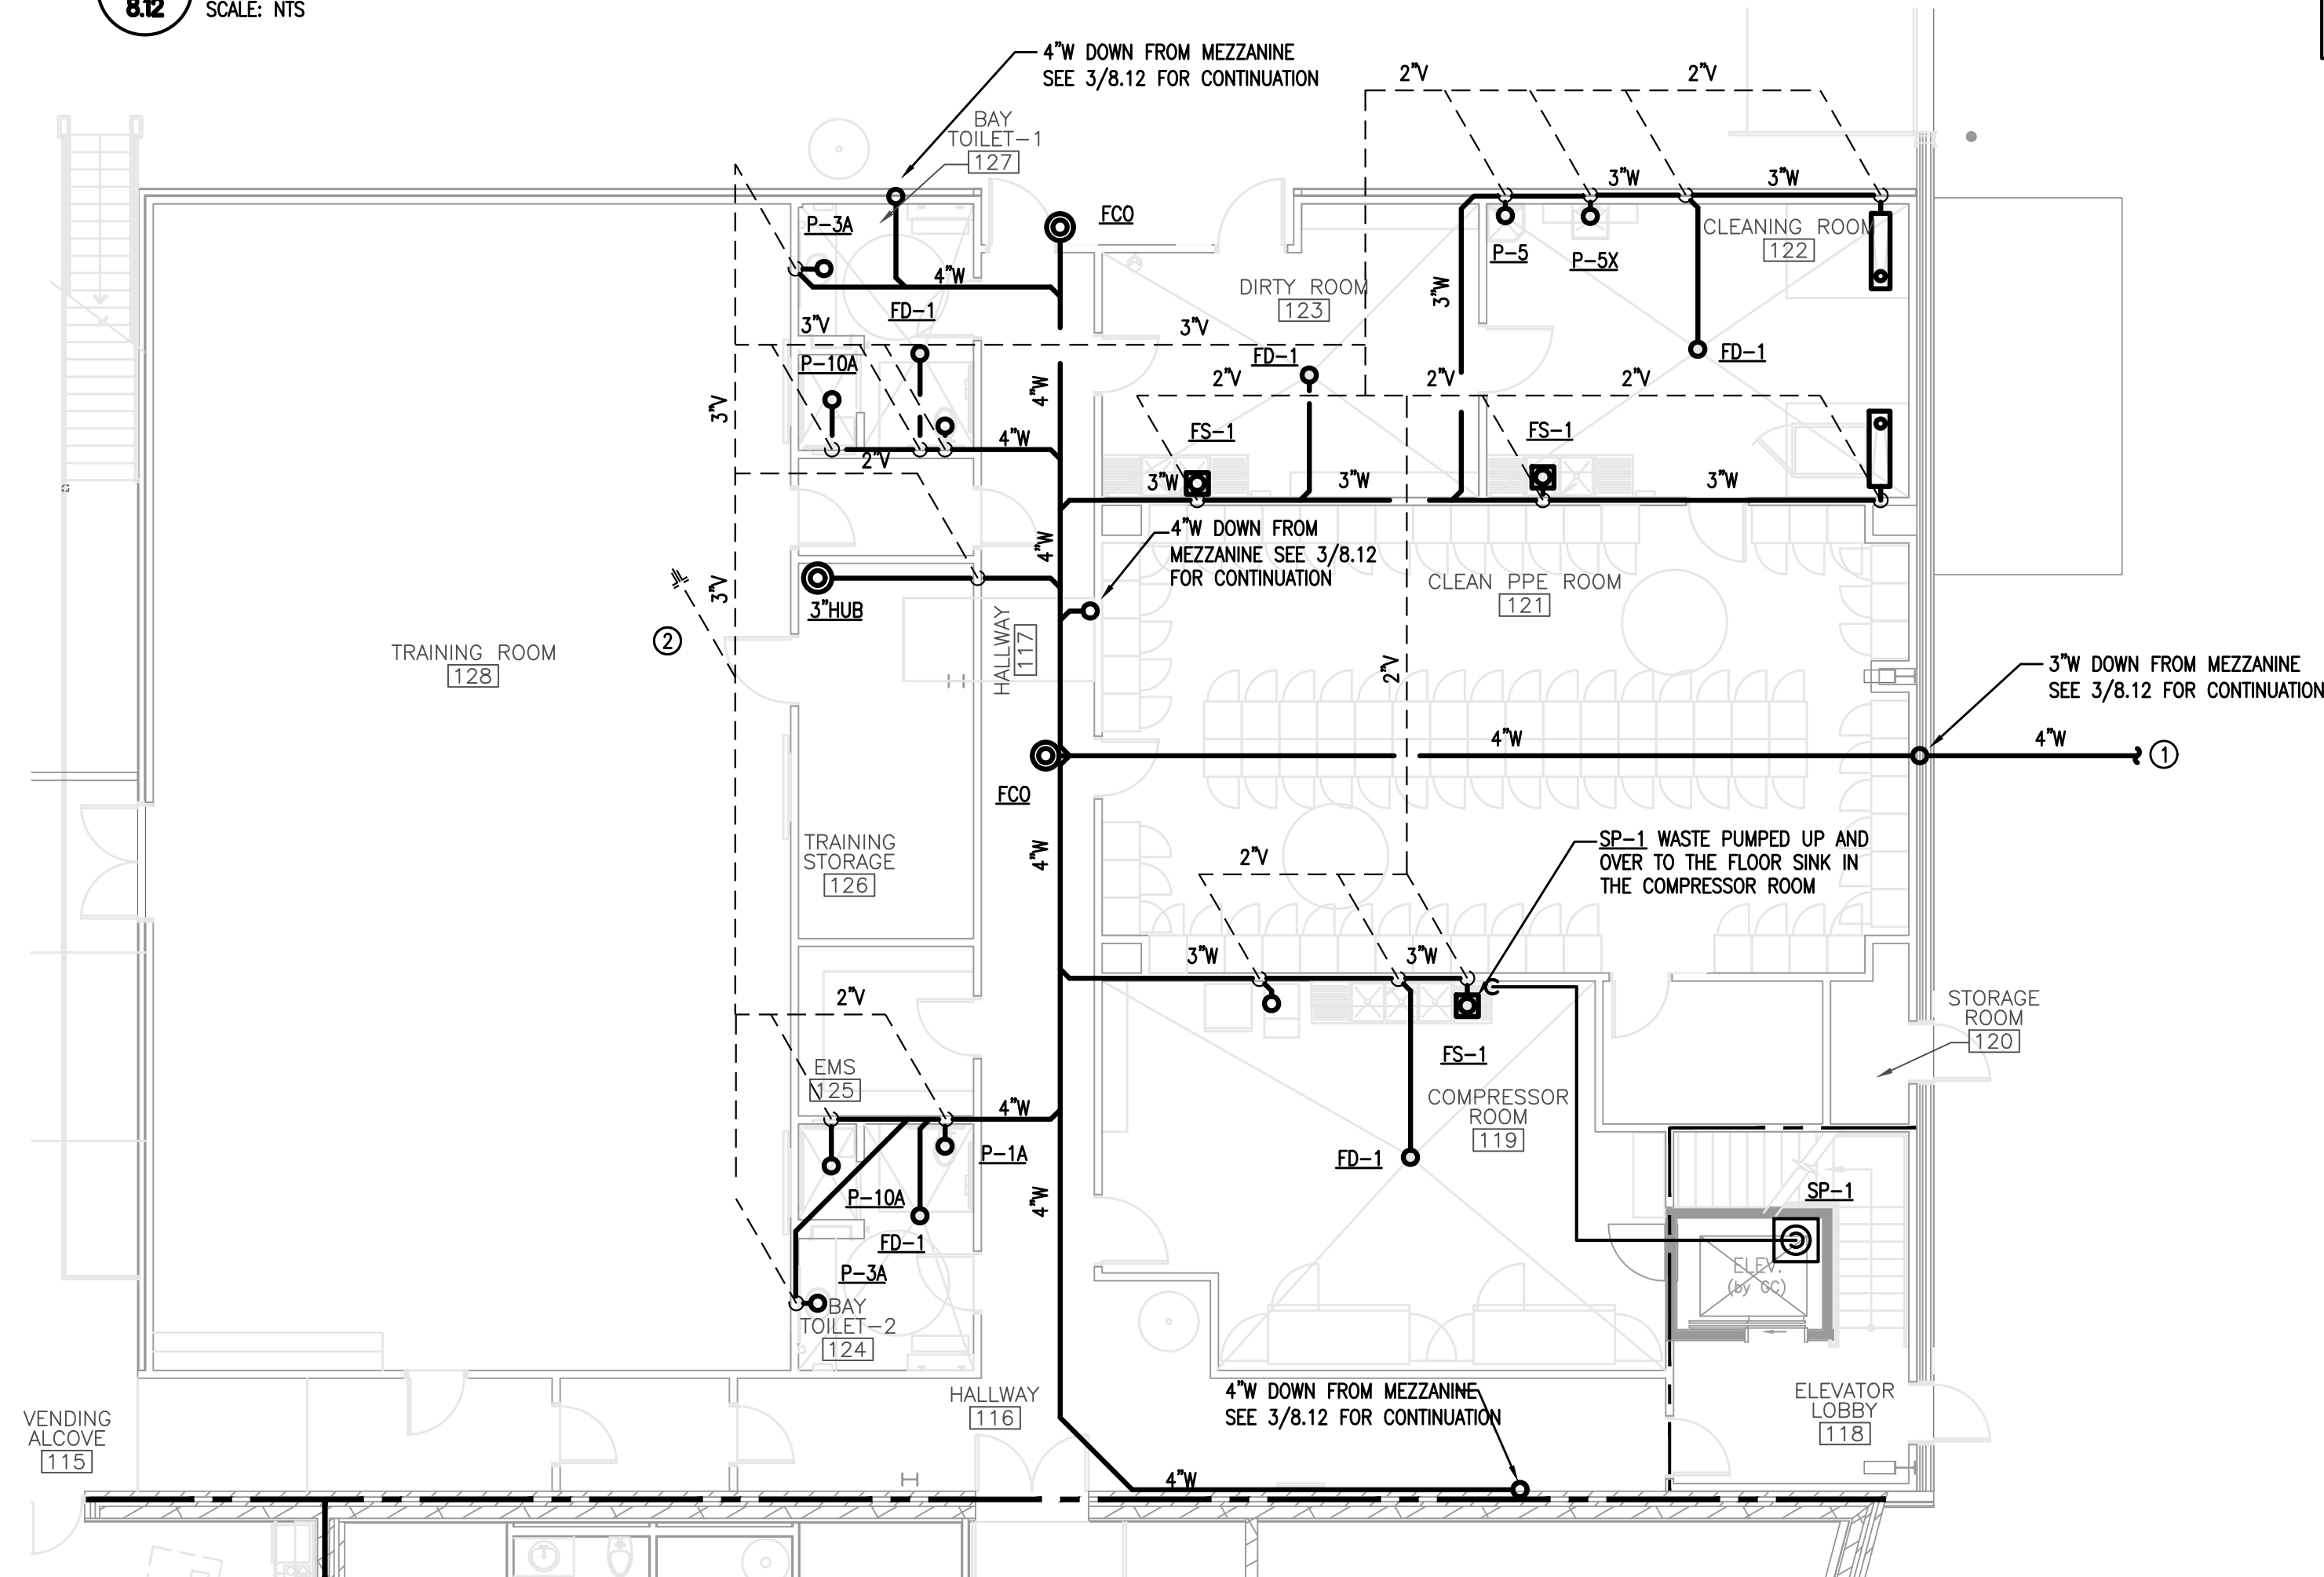 8.12
SCALE: NTS
4"W DOWN FROM MEZZANINE
SEE 3/8.12 FOR CONTINUATION
2"V
2"V
BAY
TOILET-1
127
P-3A
FCO
3"W
3"W
CLEANING ROOM
122
P-5
P-5X
4"W
DIRTY ROOM
123
3"W
FD-1
3"V
3"V
FD-1
FD-1
P-10A
3"V
4"W
2"V
2"V
2"V
FS-1
FS-1
4"W
2"V
3"W
3"W
3"W
4"W
4"W DOWN FROM
MEZZANINE SEE 3/8.12
FOR CONTINUATION
3"V
3"HUB
CLEAN PPE ROOM
121
HALLWAY
117
2
TRAINING ROOM
128
2"V
3"W DOWN FROM MEZZANINE
SEE 3/8.12 FOR CONTINUATION
4"W
4"W
1
FCO
TRAINING
STORAGE
126
4"W
2"V
SP-1 WASTE PUMPED UP AND
OVER TO THE FLOOR SINK IN
THE COMPRESSOR ROOM
3"W
3"W
2"V
STORAGE
ROOM
120
FS-1
EMS
125
4"W
COMPRESSOR
ROOM
119
P-1A
FD-1
P-10A
4"W
SP-1
FD-1
P-3A
ELEV.
(by GC)
BAY
TOILET-2
124
HALLWAY
116
4"W DOWN FROM MEZZANINE
SEE 3/8.12 FOR CONTINUATION
ELEVATOR
LOBBY
118
VENDING
ALCOVE
115
4"W